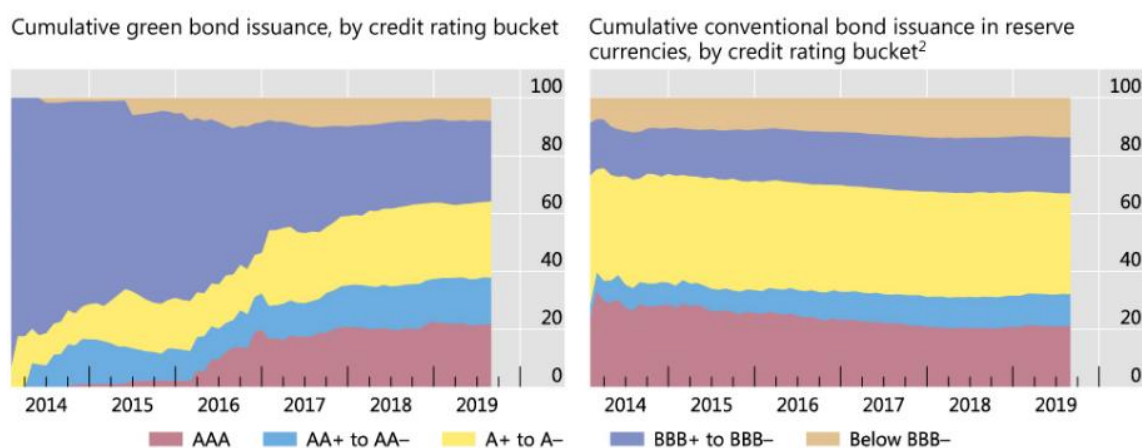 Cumulative green bond issuance, by credit rating bucket
Cumulative conventional bond issuance in reserve
currencies, by credit rating bucket2
100
80
60
40
20
0
2014 2015 2016 2017 2018 2019
100
80
60
40
20
0
2014 2015 2016 2017 2018 2019
AAA AA+ to AA– A+ to A– BBB+ to BBB– Below BBB–